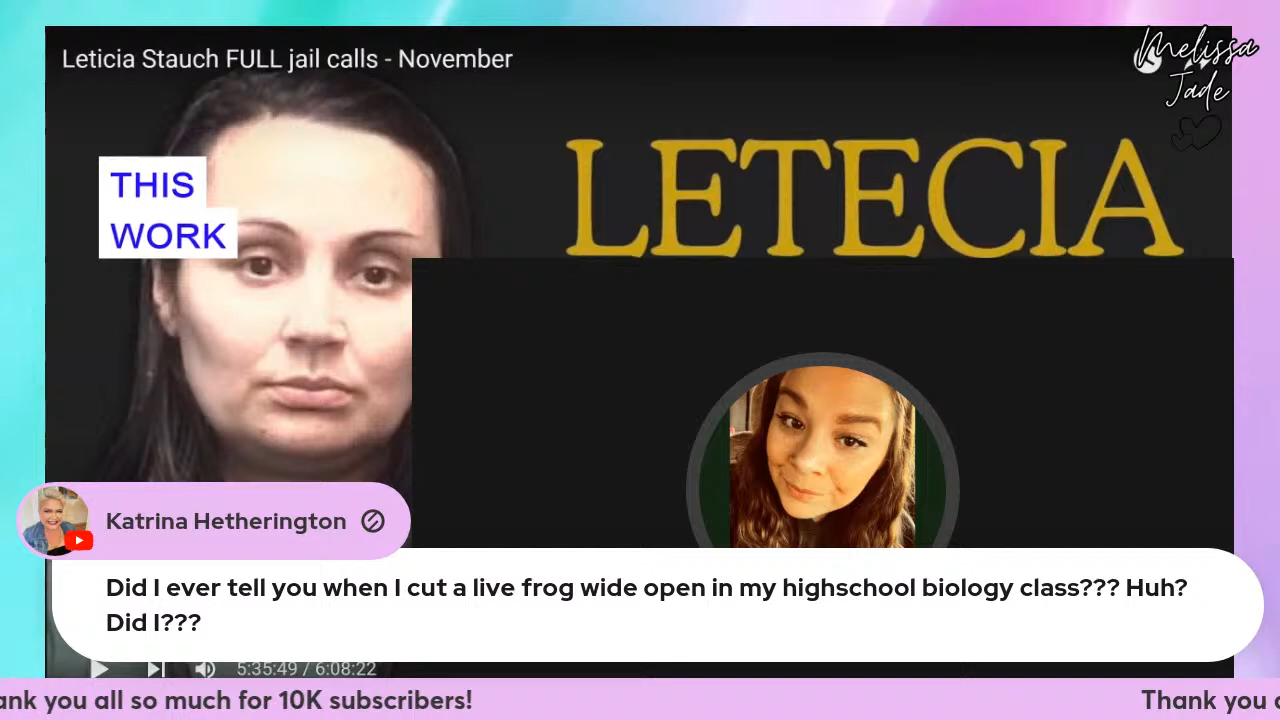 Leticia Stauch FULL jail calls - November
Melissa
Jade
THIS
WORK
LETECIA
Katrina Hetherington
Did I ever tell you when I cut a live frog wide open in my highschool biology class??? Huh?
Did I???
5:35:49 / 6:08:22
ank you all so much for 10K subscribers!
Thank you a